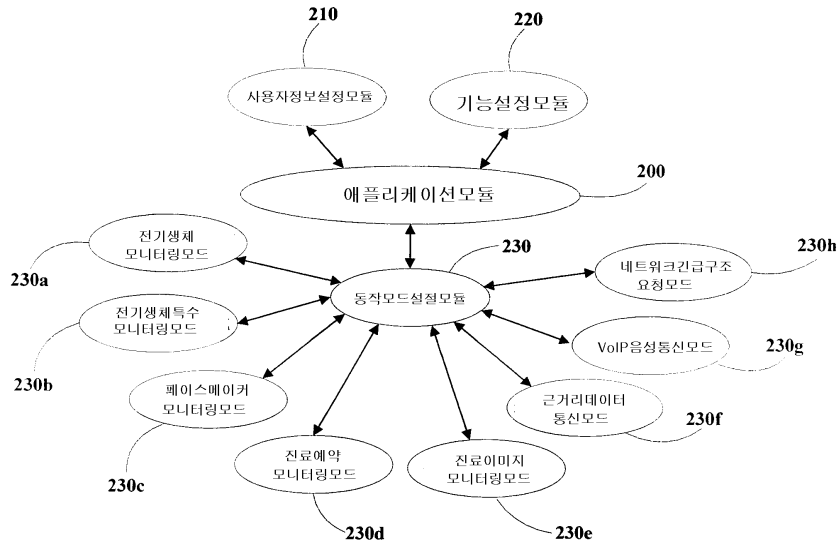 210
220
사용자정보설정모듈
기능설정모듈
애플리케이션모듈
200
전기생체
모니터링모드
230a
230
동작모드설절모듈
네트워크긴급구조
요청모드
230h
전기생체특수
모니터링모드
230b
VoIP음성통신모드
230g
페이스메이커
모니터링모드
230c
근거리데이터
통신모드
230f
진료예약
모니터링모드
230d
진료이미지
모니터링모드
230e